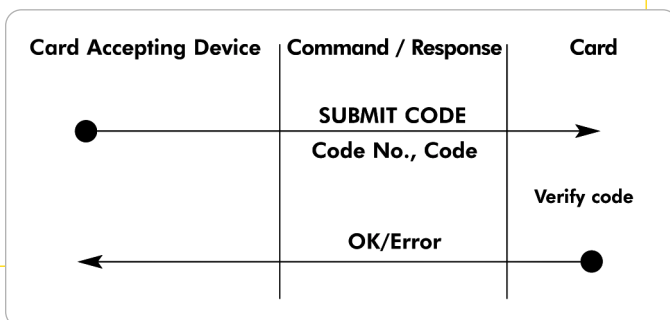 Card Accepting Device Command / Response Card
SUBMIT CODE
Code No., Code
Verify code
OK/Error